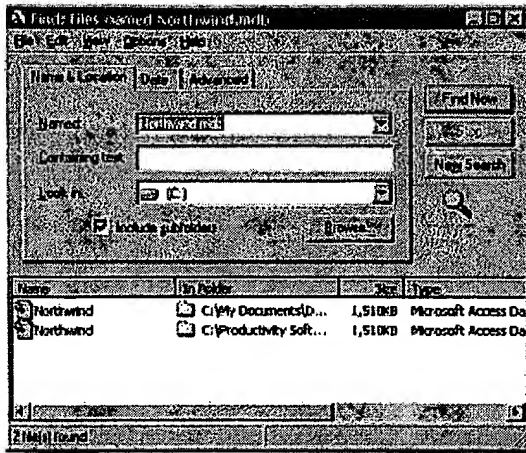 Find: Files named Northwind.mdb
File Edit View Options Help
Name & Location Date Advanced
Find Now
Named: Northwind.mdb
Containing text:
New Search
Look in: (C:)
Include subfolders Browse...
Name In Folder Size Type
Northwind C:\My Documents\D... 1,510KB Microsoft Access Da
Northwind C:\Productivity Soft... 1,510KB Microsoft Access Da
2 file(s) found